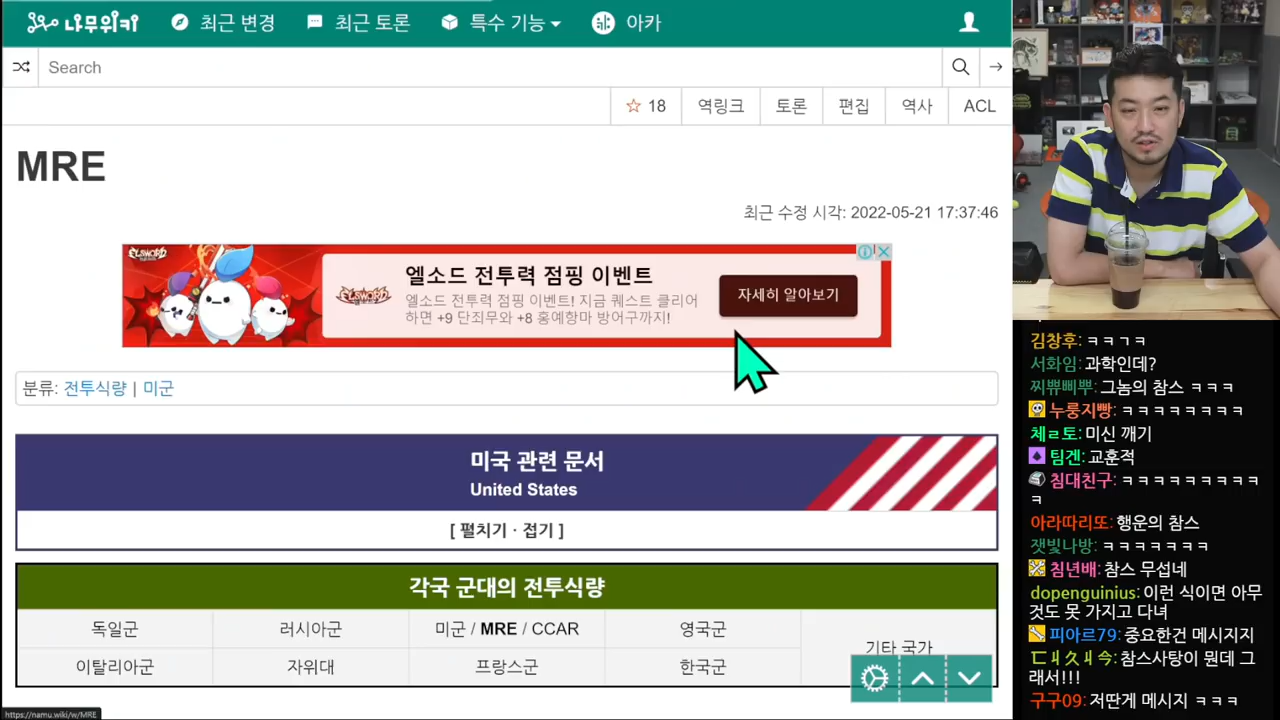 나무위키 최근 변경 최근 토론 특수 기능 아카
Search
18 역링크 토론 편집 역사 ACL
MRE
최근 수정 시각: 2022-05-21 17:37:46
ELSWORD
ELSWORD
엘소드 전투력 점핑 이벤트
엘소드 전투력 점핑 이벤트! 지금 퀘스트 클리어
하면 +9 단죄무와 +8 홍예항마 방어구까지!
자세히 알아보기
분류: 전투식량 | 미군
미국 관련 문서
United States
[ 펼치기 · 접기 ]
각국 군대의 전투식량
독일군 러시아군 미군 / MRE / CCAR 영국군 기타 국가
이탈리아군 자위대 프랑스군 한국군
https://namu.wiki/w/MRE
김창후: ㅋㅋㄱㅋ
서화임: 과학인데?
찌쀼삐뿌: 그놈의 참스 ㅋㅋㅋ
누룽지빵: ㅋㅋㅋㅋㅋㅋㅋㅋ
체ㄹ토: 미신 깨기
팀겐: 교훈적
침대친구: ㅋㅋㅋㅋㅋㅋㅋㅋㅋ
ㅋ
아라따리또: 행운의 참스
잿빛나방: ㅋㅋㅋㅋㅋㅋㅋ
침년배: 참스 무섭네
dopenguinius: 이런 식이면 아무
것도 못 가지고 다녀
피아르79: 중요한건 메시지지
ㄷㅐ久ㅐ今: 참스사탕이 뭔데 그
래서!!!
구구09: 저딴게 메시지 ㅋㅋㅋ